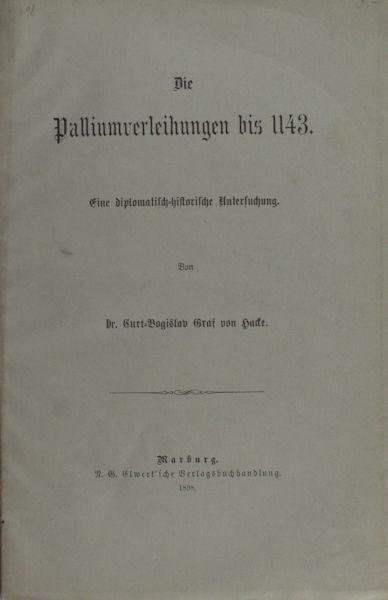 Die
Palliumverleihungen bis 1143.
Eine diplomatisch-historische Untersuchung.
Von
Dr. Curt-Bogislav Graf von Hacke.
Marburg.
N. G. Elwert'sche Verlagsbuchhandlung.
1898.